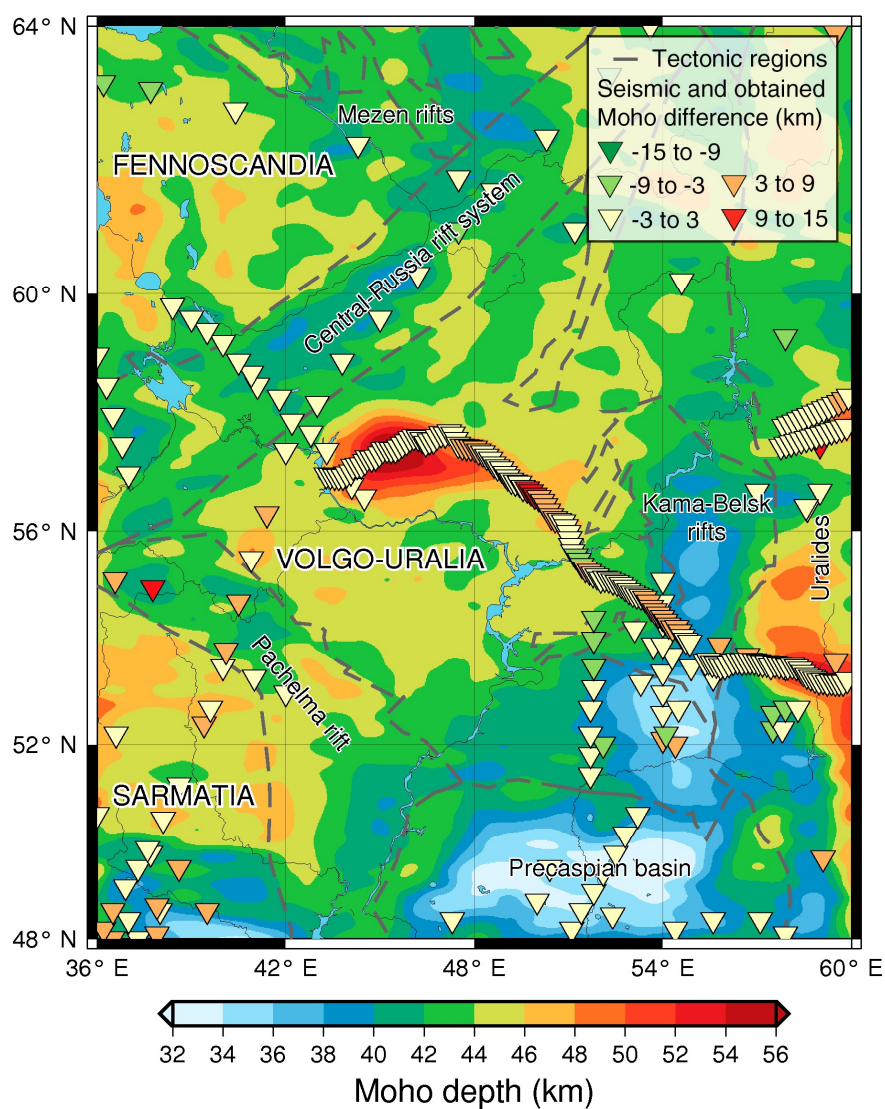 64° N
60° N
56° N
52° N
48° N
36° E
42° E
48° E
54° E
60° E
Tectonic regions
Seismic and obtained
Moho difference (km)
-15 to -9
-9 to -3
3 to 9
-3 to 3
9 to 15
Mezen rifts
FENNOSCANDIA
Central-Russia rift system
Kama-Belsk
rifts
VOLGO-URALIA
Uralides
Pachelma rift
SARMATIA
Precaspian basin
32 34 36 38 40 42 44 46 48 50 52 54 56
Moho depth (km)